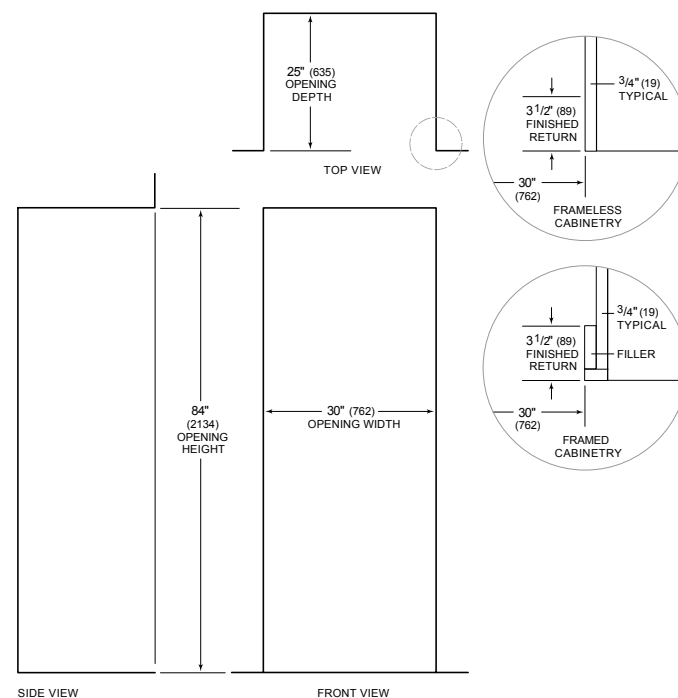 25" (635)
OPENING
DEPTH
TOP VIEW
3/4" (19)
TYPICAL
3 1/2" (89)
FINISHED
RETURN
30"
(762)
FRAMELESS
CABINETRY
3/4" (19)
TYPICAL
3 1/2" (89)
FINISHED
RETURN
FILLER
30"
(762)
FRAMED
CABINETRY
84"
(2134)
OPENING
HEIGHT
30" (762)
OPENING WIDTH
SIDE VIEW
FRONT VIEW